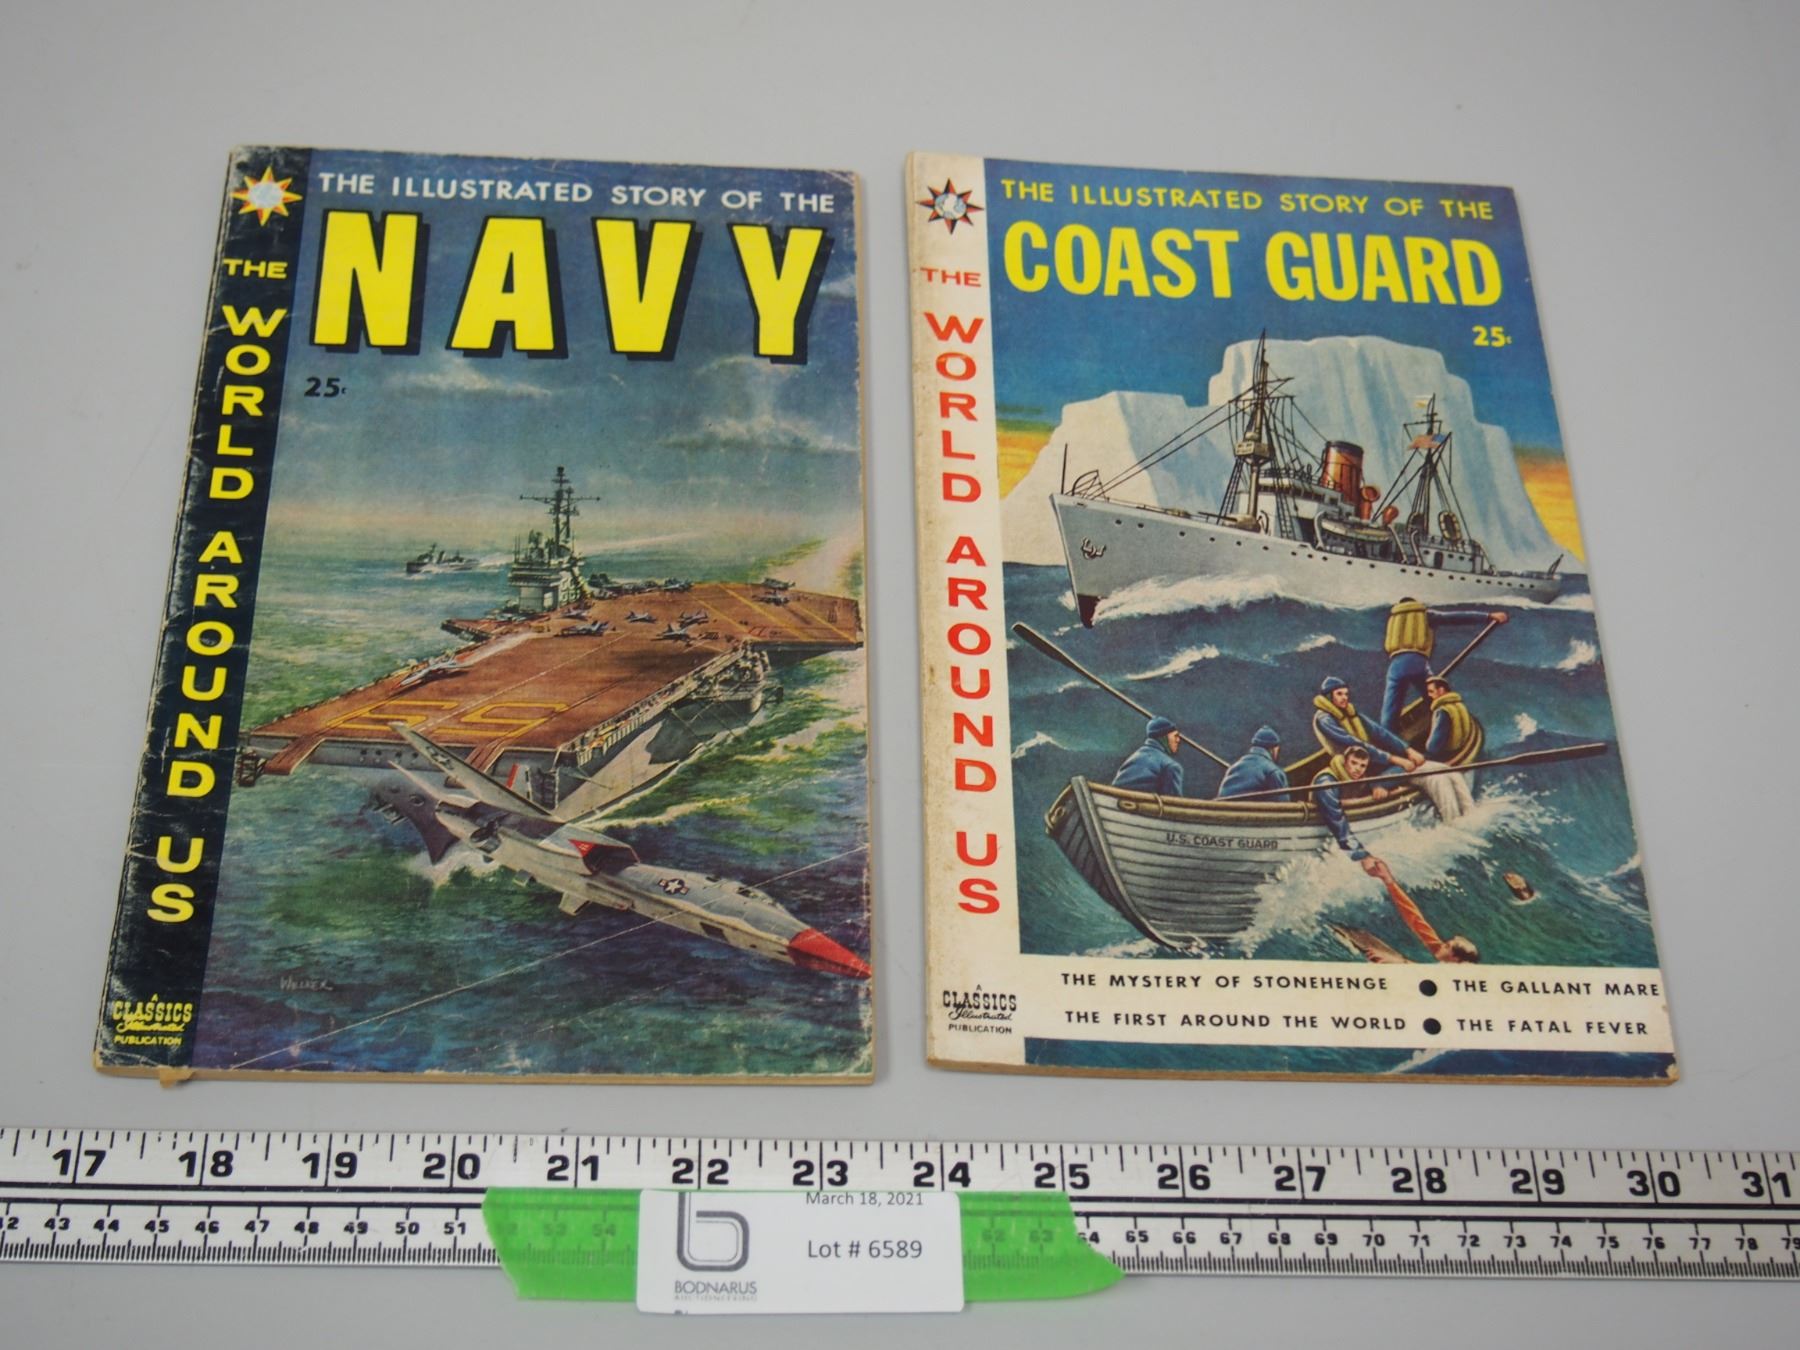 THE ILLUSTRATED STORY OF THE
NAVY
25¢
THE WORLD AROUND US
59
WILLER
A
CLASSICS
Illustrated
PUBLICATION
THE ILLUSTRATED STORY OF THE
COAST GUARD
25¢
THE WORLD AROUND US
U.S. COAST GUARD
THE MYSTERY OF STONEHENGE ● THE GALLANT MARE
THE FIRST AROUND THE WORLD ● THE FATAL FEVER
A
CLASSICS
Illustrated
PUBLICATION
17 18 19 20 21 22 23 24 25 26 27 28 29 30 31
42 43 44 45 46 47 48 49 50 51 52 53 54 62 63 64 65 66 67 68 69 70 71 72 73 74 75 76 77 78 79
March 18, 2021
Lot # 6589
BODNARUS
AUCTIONEERING